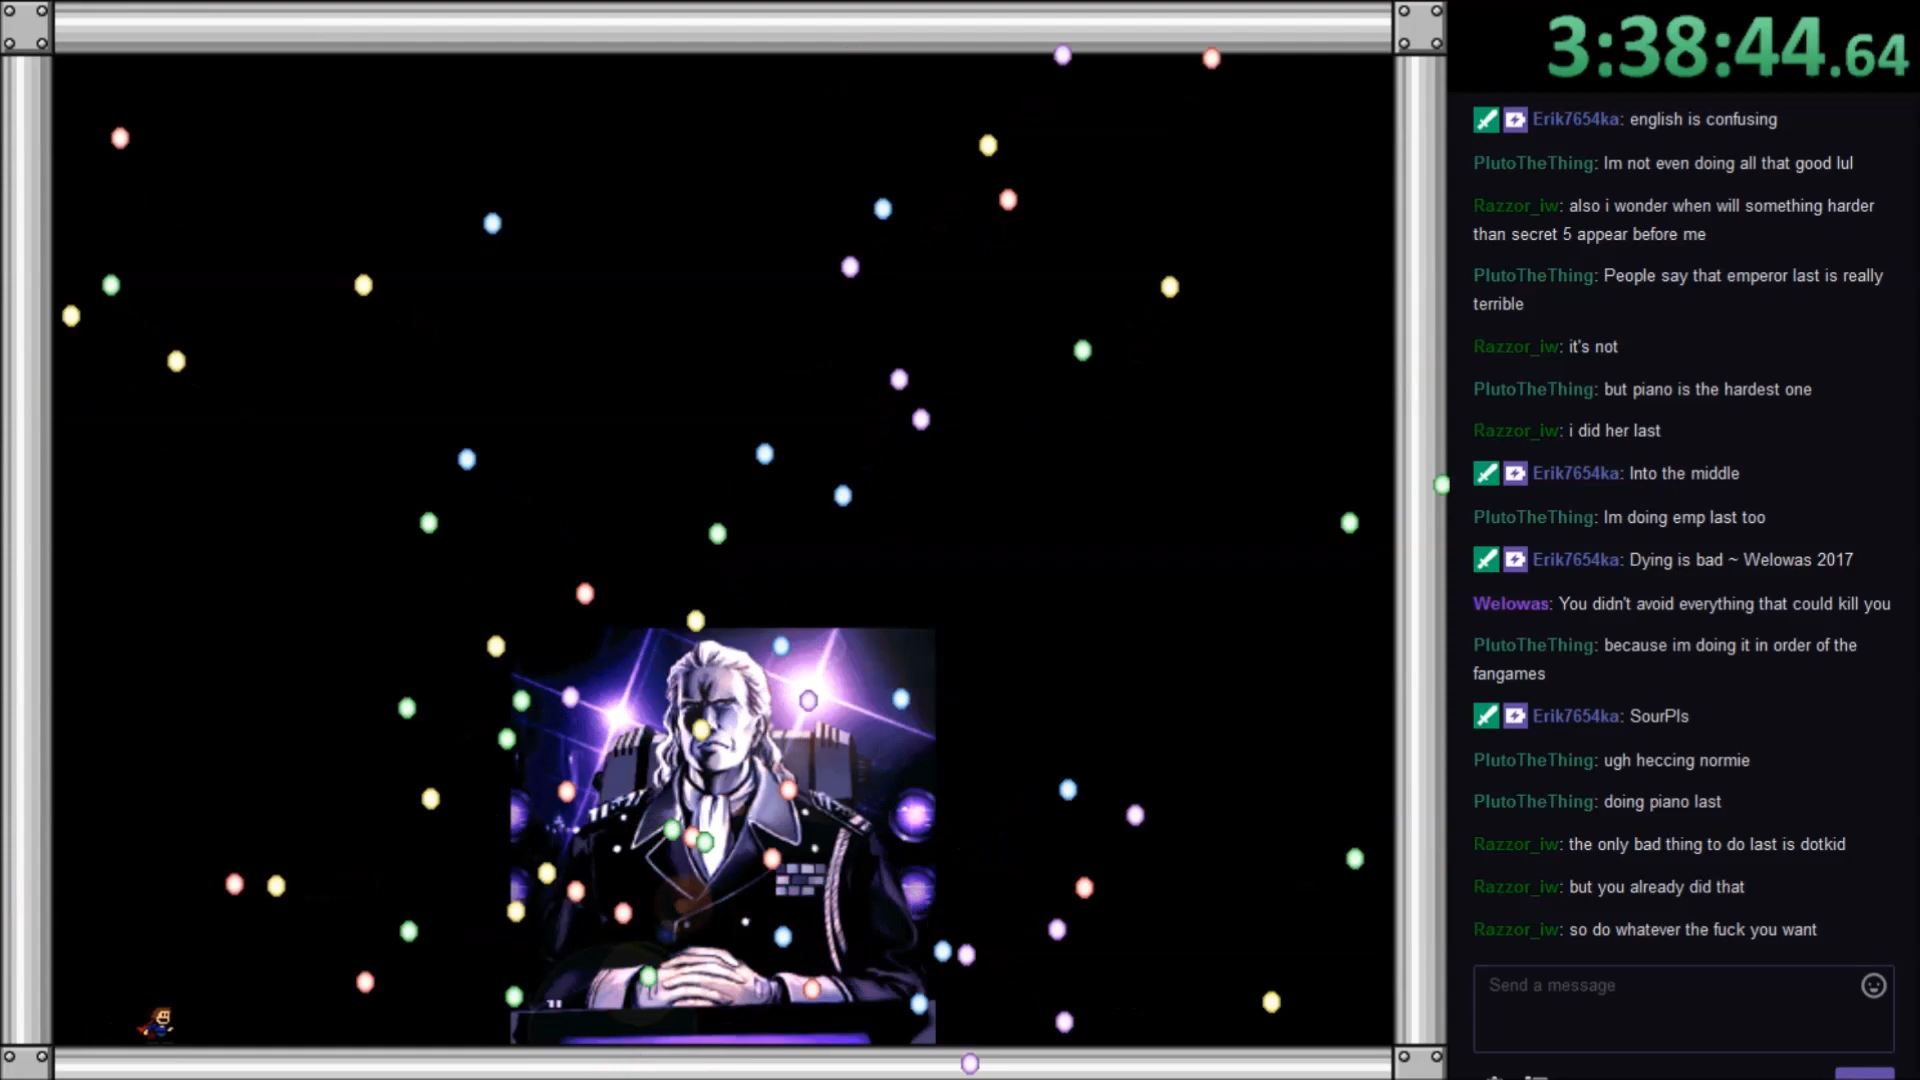 3:38:44.64
Erik7654ka: english is confusing
PlutoTheThing: Im not even doing all that good lul
Razzor_iw: also i wonder when will something harder
than secret 5 appear before me
PlutoTheThing: People say that emperor last is really
terrible
Razzor_iw: it's not
PlutoTheThing: but piano is the hardest one
Razzor_iw: i did her last
Erik7654ka: Into the middle
PlutoTheThing: Im doing emp last too
Erik7654ka: Dying is bad ~ Welowas 2017
Welowas: You didn't avoid everything that could kill you
PlutoTheThing: because im doing it in order of the
fangames
Erik7654ka: SourPls
PlutoTheThing: ugh heccing normie
PlutoTheThing: doing piano last
Razzor_iw: the only bad thing to do last is dotkid
Razzor_iw: but you already did that
Razzor_iw: so do whatever the fuck you want
Send a message